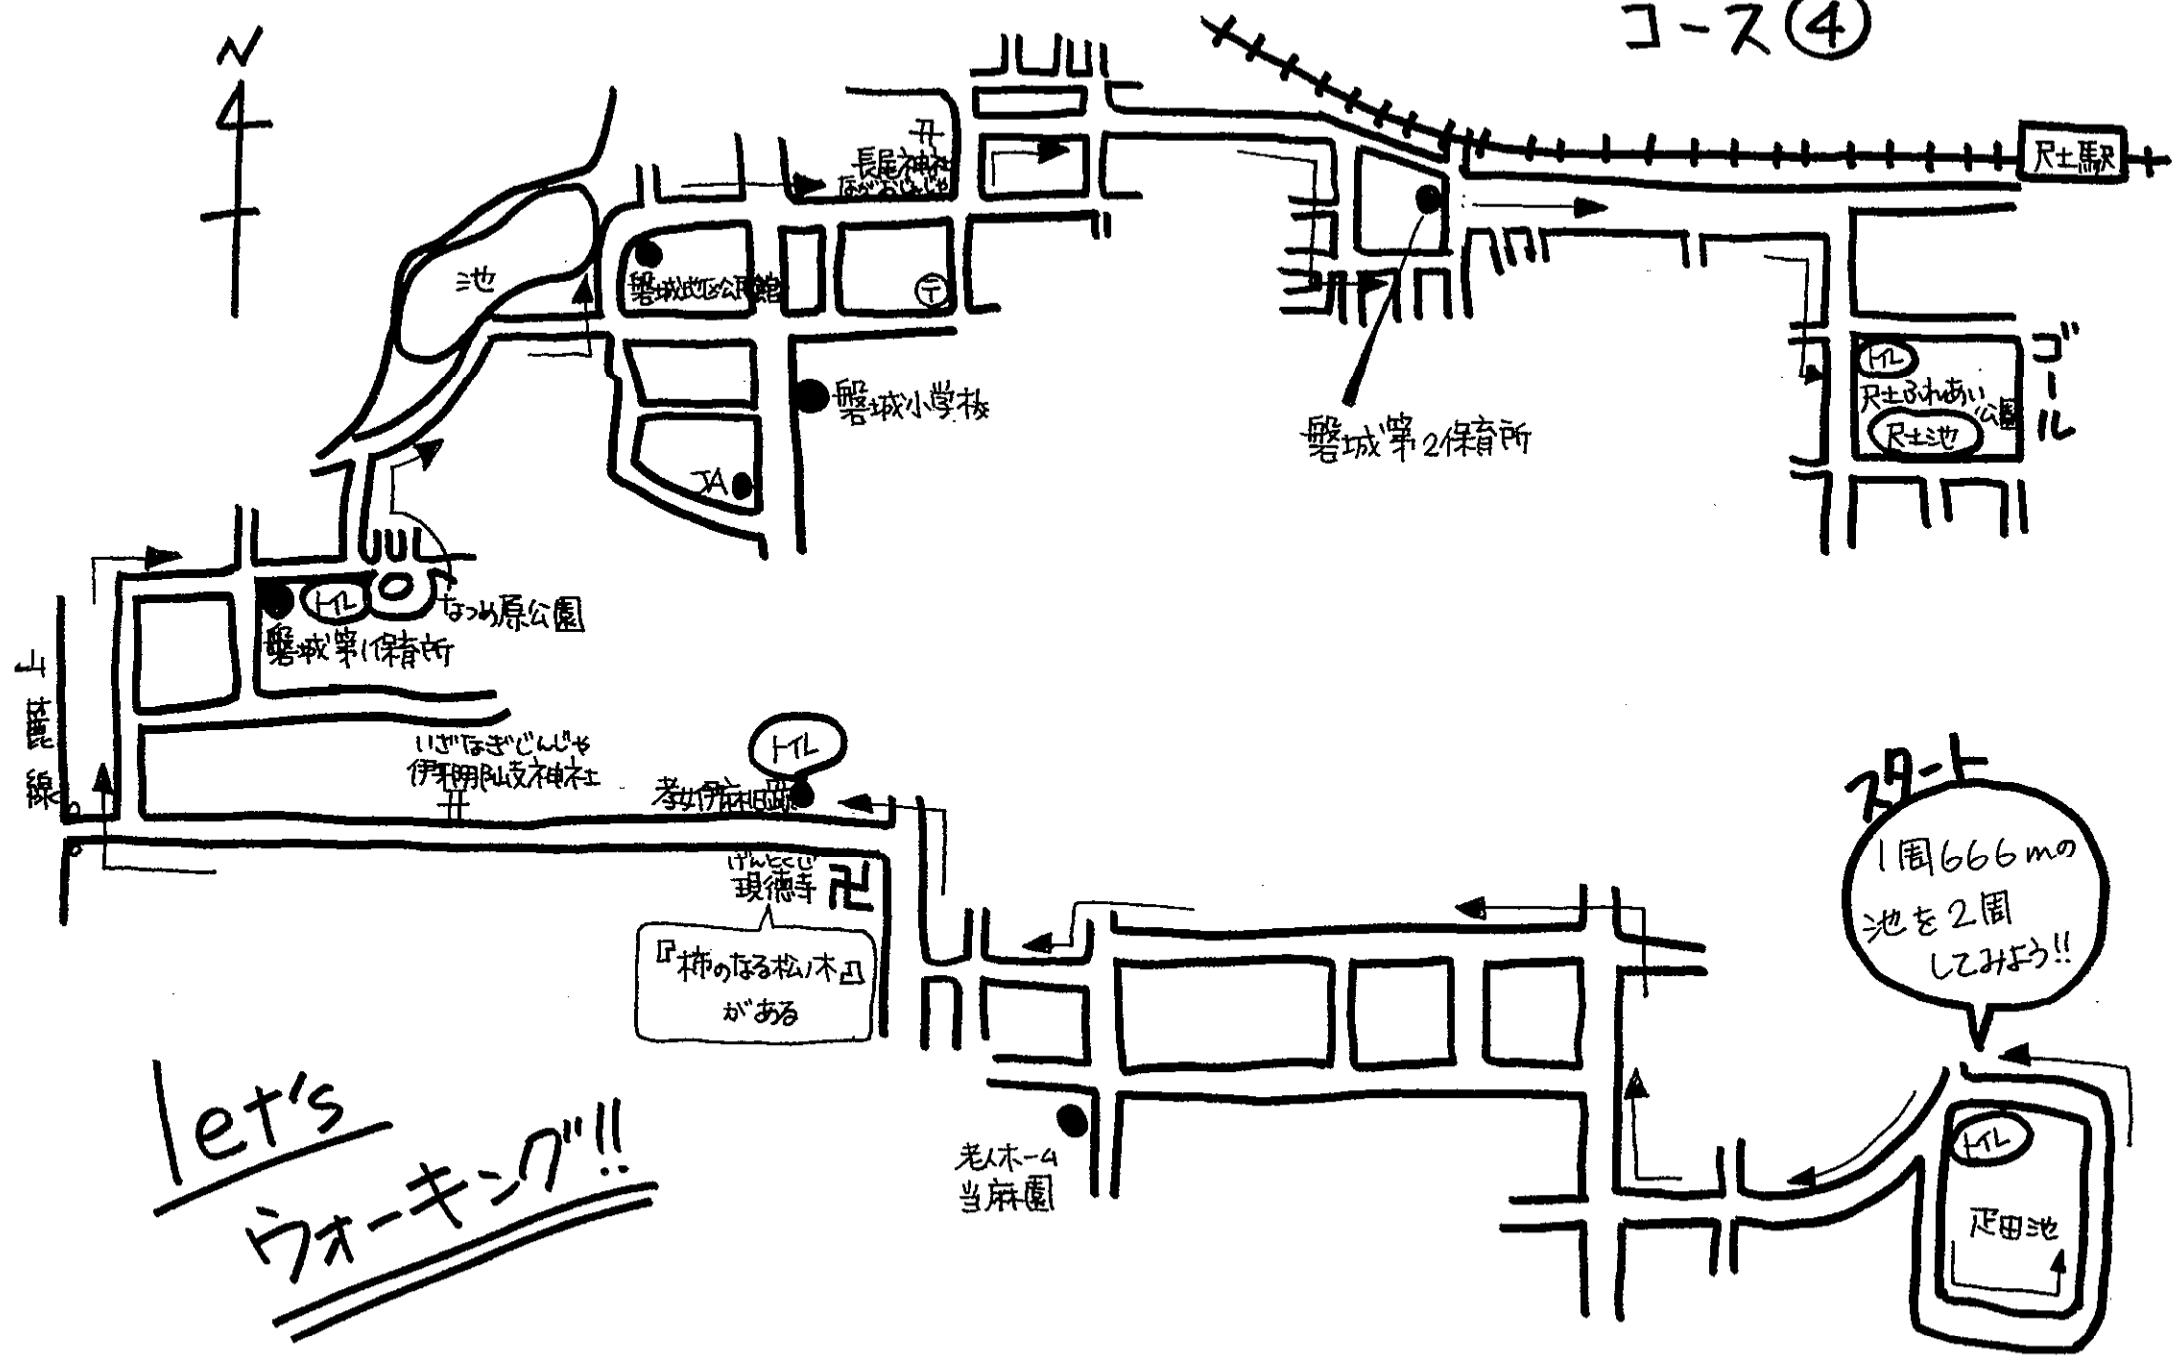 コース④
N
尺土駅
長尾神社
ながおじんじゃ
池
磐城地区公民館
〒
磐城小学校
JA
磐城第2保育所
トイレ
尺土ふれあい公園
尺土池
ゴール
トイレ
なつめ原公園
磐城第1保育所
山麓線
いざなぎじんじゃ
伊邪那岐神社
トイレ
孝女伊麻旧跡
げんとくじ
現徳寺
卍
『柿のなる松ノ木』
がある
スタート
1周666mの
池を2周
してみよう!!
老人ホーム
当麻園
トイレ
疋田池
let's
ウォーキング!!